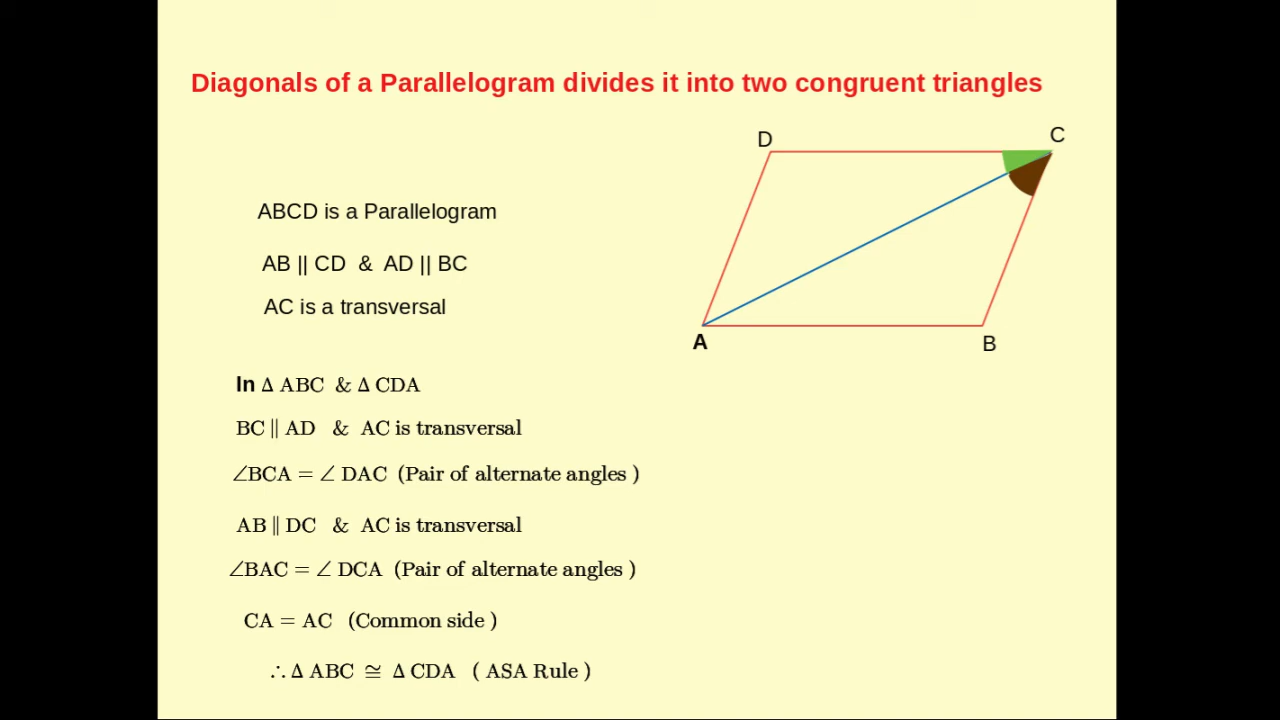 Diagonals of a Parallelogram divides it into two congruent triangles
D
C
ABCD is a Parallelogram
AB || CD & AD || BC
AC is a transversal
A
B
In Δ ABC & Δ CDA
BC ∥ AD & AC is transversal
∠BCA = ∠ DAC (Pair of alternate angles )
AB ∥ DC & AC is transversal
∠BAC = ∠ DCA (Pair of alternate angles )
CA = AC (Common side )
∴ Δ ABC ≅ Δ CDA ( ASA Rule )